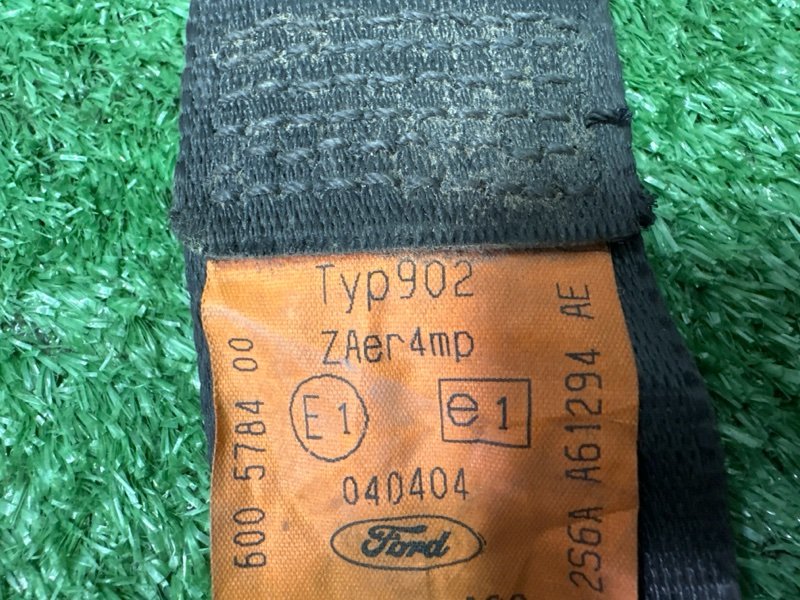 Typ902
ZAer4mp
E1
e1
040404
Ford
600 5784 00
2S6A A61294 AE